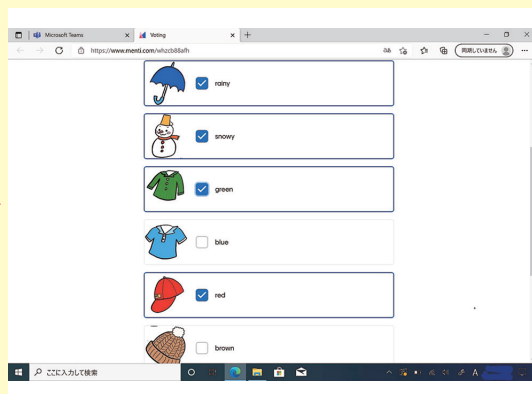 Microsoft Teams
Voting
https://www.menti.com/whzcb88afh
同期していません
rainy
snowy
green
blue
red
brown
ここに入力して検索
A